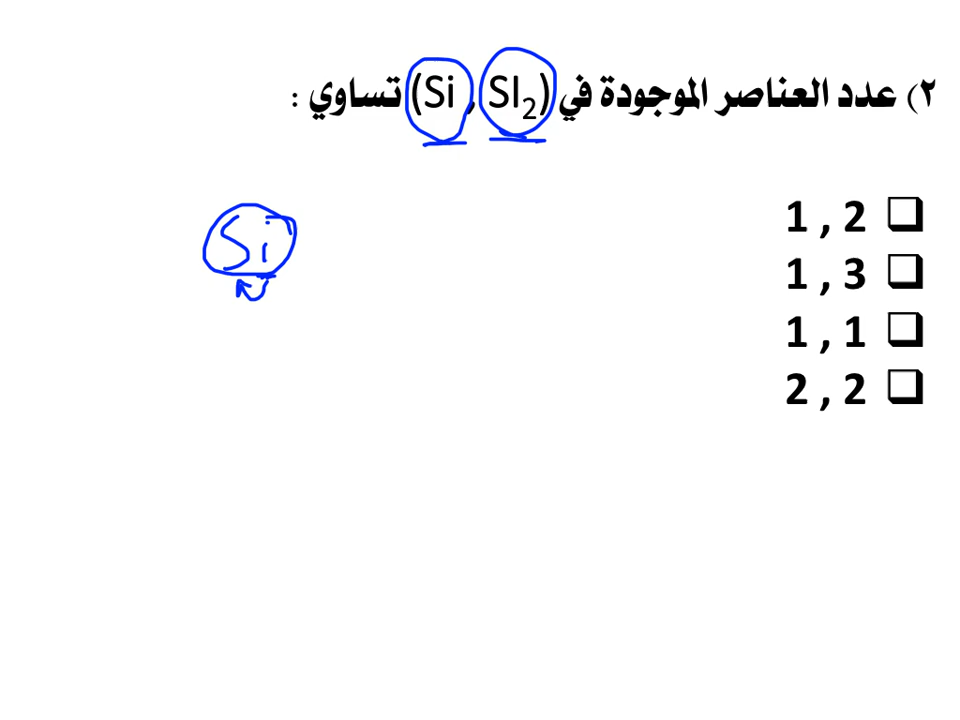 ٢) عدد العناصر الموجودة في (Si , SI₂) تساوي :
❑ 1 , 2
❑ 1 , 3
Si
❑ 1 , 1
❑ 2 , 2